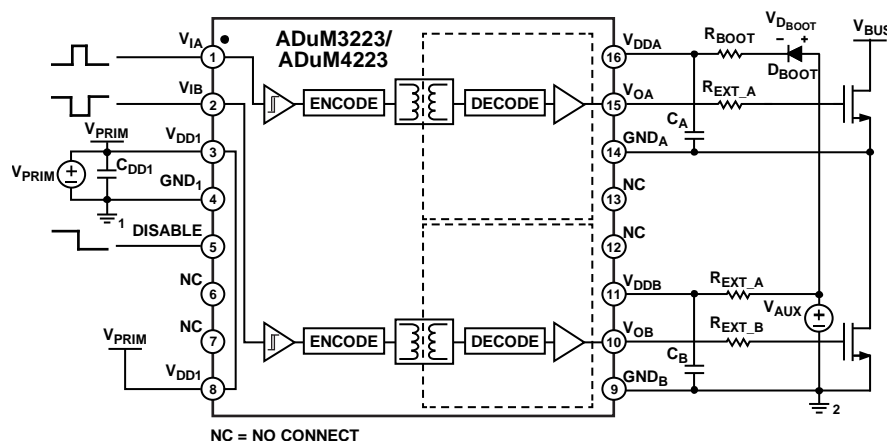 ADuM3223/
ADuM4223
VIA
1
VIB
2
VPRIM
VDD1
3
VPRIM
CDD1
GND1
4
1
DISABLE
5
NC
6
NC
7
VPRIM
VDD1
8
ENCODE
DECODE
ENCODE
DECODE
16
VDDA
RBOOT
VDBOOT
− +
DBOOT
VBUS
15
VOA
REXT_A
CA
14
GNDA
13
NC
12
NC
11
VDDB
REXT_A
VAUX
10
VOB
REXT_B
CB
9
GNDB
2
NC = NO CONNECT